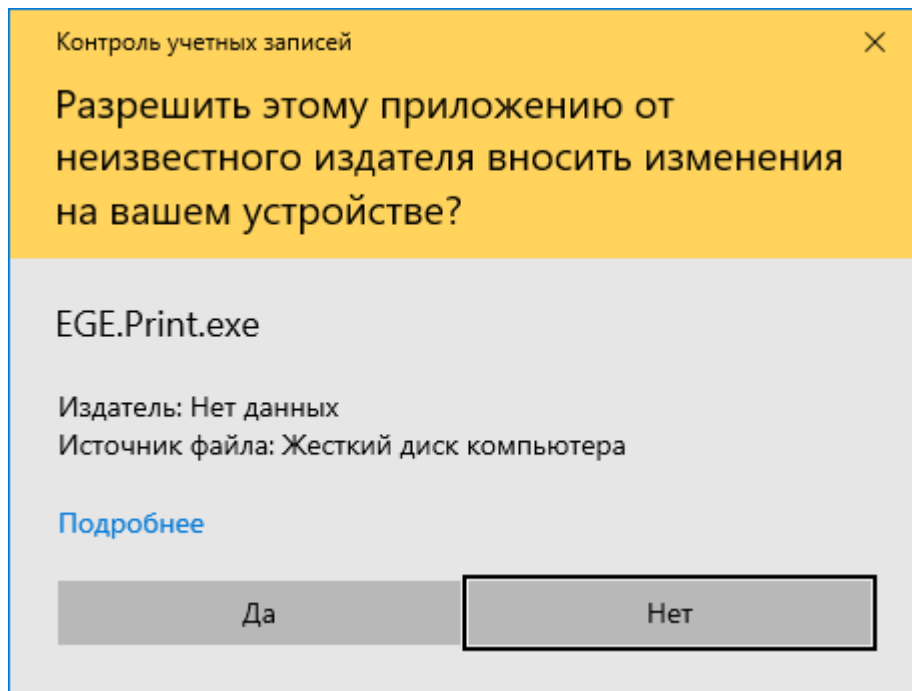 Контроль учетных записей
Разрешить этому приложению от
неизвестного издателя вносить изменения
на вашем устройстве?
EGE.Print.exe
Издатель: Нет данных
Источник файла: Жесткий диск компьютера
Подробнее
Да
Нет